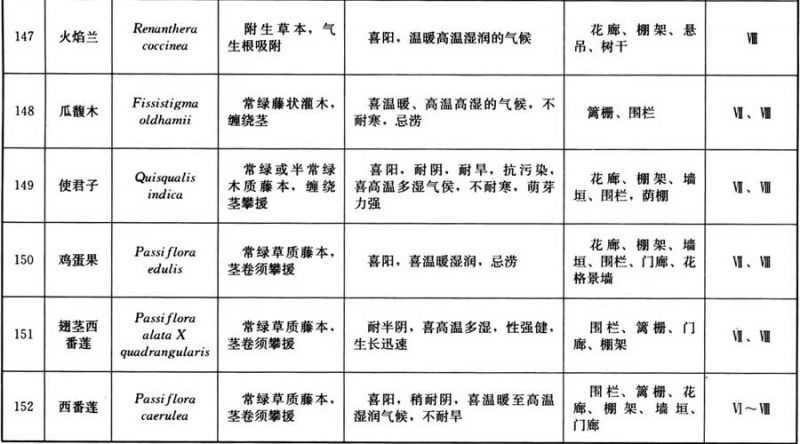 147 火焰兰 Renanthera coccinea 附生草本，气生根吸附 喜阳，温暖高温湿润的气候 花廊、棚架、悬吊、树干 Ⅷ
148 瓜馥木 Fissistigma oldhamii 常绿藤状灌木，缠绕茎 喜温暖、高温高湿的气候，不耐寒，忌涝 篱栅、围栏 Ⅶ、Ⅷ
149 使君子 Quisqualis indica 常绿或半常绿木质藤本，缠绕茎攀援 喜阳，耐阴，耐旱，抗污染，喜高温多湿气候，不耐寒，萌芽力强 花廊、棚架、墙垣、围栏，荫棚 Ⅶ、Ⅷ
150 鸡蛋果 Passiflora edulis 常绿草质藤本，茎卷须攀援 喜阳，喜温暖湿润，忌涝 花廊、棚架、墙垣、围栏、门廊、花格景墙 Ⅶ、Ⅷ
151 翅茎西番莲 Passiflora alata X quadrangularis 常绿草质藤本，茎卷须攀援 耐半阴，喜高温多湿，性强健，生长迅速 围栏、篱栅、门廊、棚架 Ⅶ、Ⅷ
152 西番莲 Passiflora caerulea 常绿草质藤本，茎卷须攀援 喜阳，稍耐阴，喜温暖至高温湿润气候，不耐旱 围栏、篱栅、花廊、棚架、墙垣、门廊 Ⅵ～Ⅷ